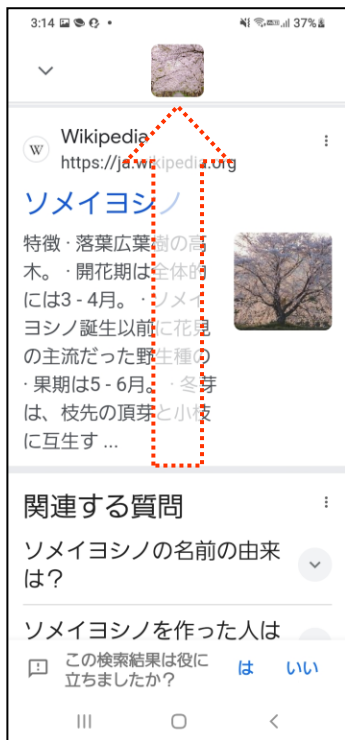 3:14 37%
W Wikipedia
https://ja.wikipedia.org
ソメイヨシノ
特徴 · 落葉広葉樹の高
木。 · 開花期は全体的
には3 - 4月。 · ソメイ
ヨシノ誕生以前に花見
の主流だった野生種の
· 果期は5 - 6月。 · 冬芽
は、枝先の頂芽と小枝
に互生す ...
関連する質問
ソメイヨシノの名前の由来
は？
ソメイヨシノを作った人は
この検索結果は役に
立ちましたか？
は いい